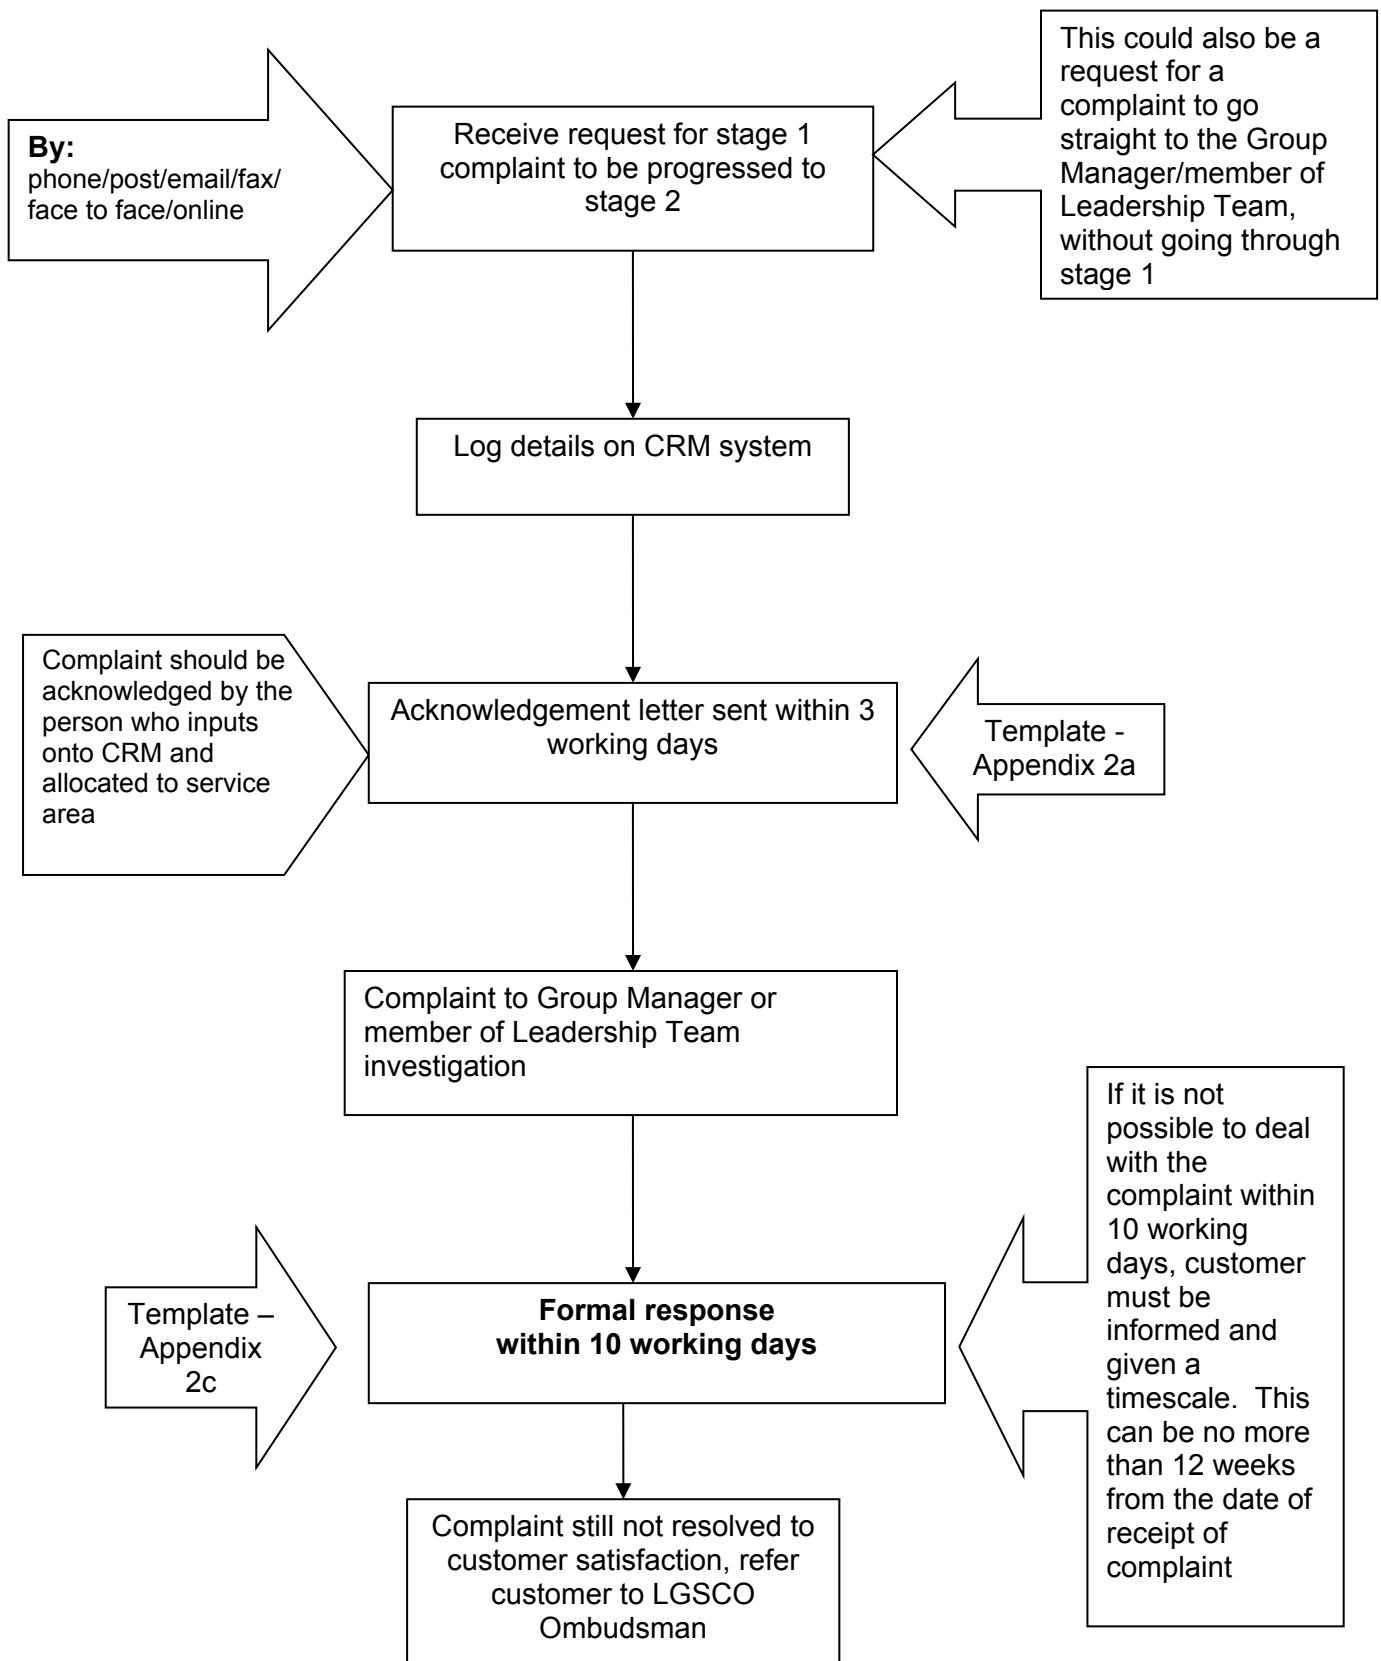 By:
phone/post/email/fax/
face to face/online
Receive request for stage 1
complaint to be progressed to
stage 2
This could also be a
request for a
complaint to go
straight to the Group
Manager/member of
Leadership Team,
without going through
stage 1
Log details on CRM system
Complaint should be
acknowledged by the
person who inputs
onto CRM and
allocated to service
area
Acknowledgement letter sent within 3
working days
Template -
Appendix 2a
Complaint to Group Manager or
member of Leadership Team
investigation
Template –
Appendix
2c
Formal response
within 10 working days
If it is not
possible to deal
with the
complaint within
10 working
days, customer
must be
informed and
given a
timescale.  This
can be no more
than 12 weeks
from the date of
receipt of
complaint
Complaint still not resolved to
customer satisfaction, refer
customer to LGSCO
Ombudsman